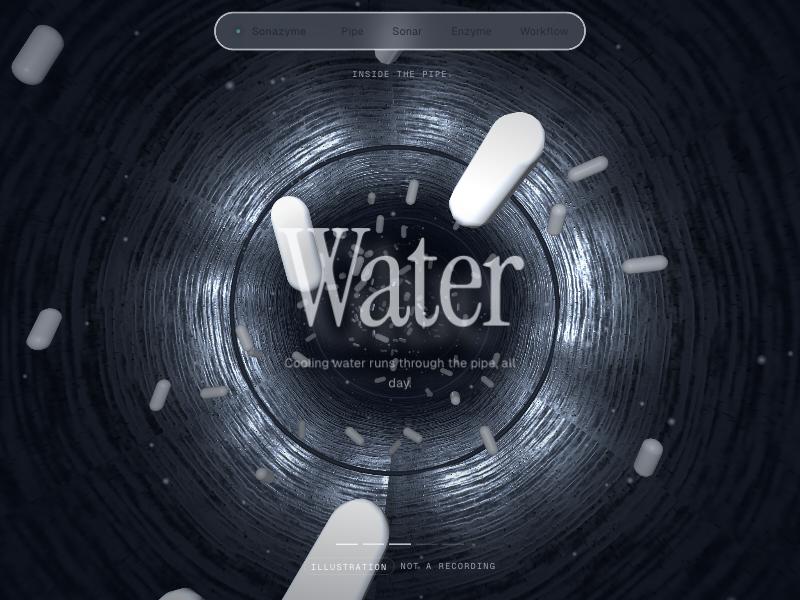 Sonazyme Pipe Sonar Enzyme Workflow
INSIDE THE PIPE
Water
Cooling water runs through the pipe, all
day.
ILLUSTRATION NOT A RECORDING